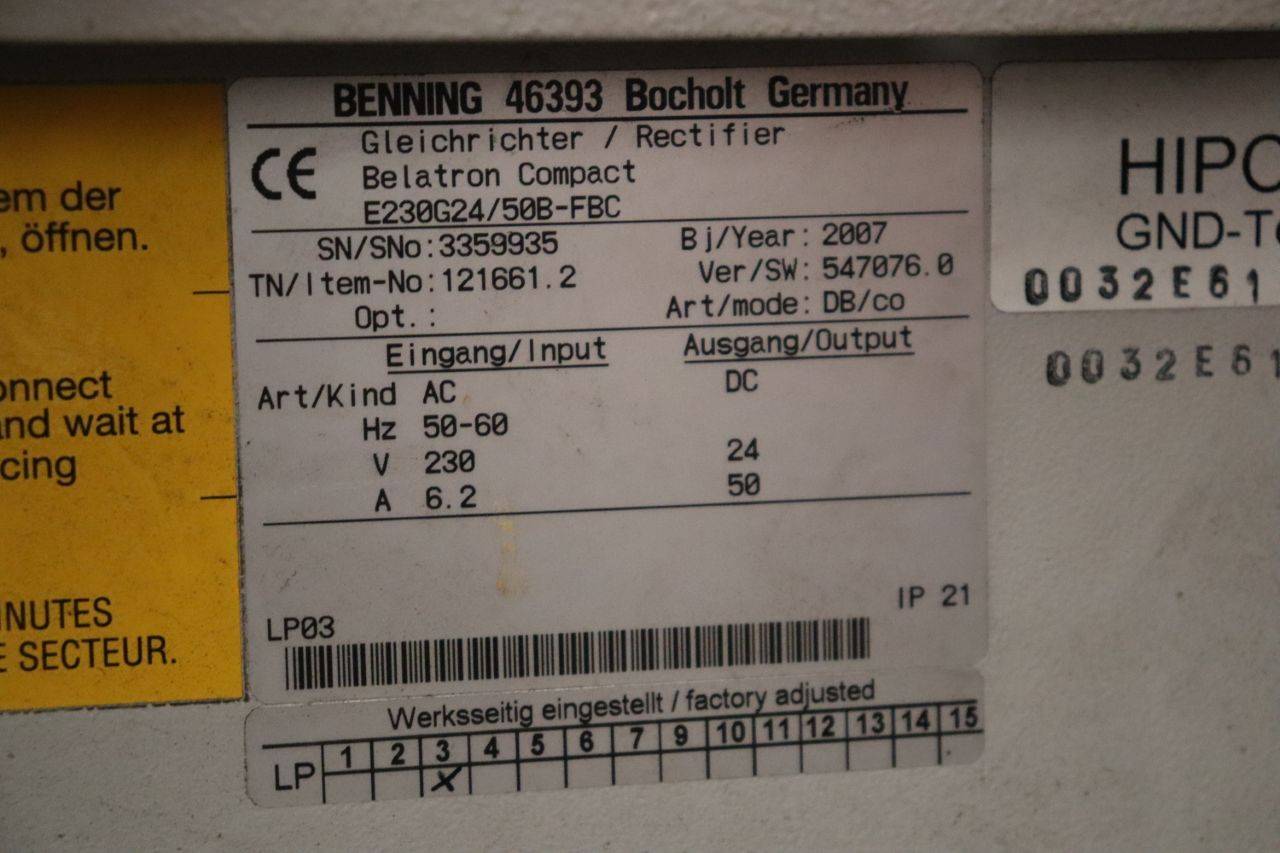 BENNING 46393 Bocholt Germany
CE
Gleichrichter / Rectifier
Belatron Compact
E230G24/50B-FBC
SN/SNo: 3359935 Bj/Year: 2007
TN/Item-No: 121661.2 Ver/SW: 547076.0
Opt.: Art/mode: DB/co
Eingang/Input Ausgang/Output
Art/Kind AC DC
Hz 50-60
V 230 24
A 6.2 50
IP 21
LP03
Werksseitig eingestellt / factory adjusted
LP 1 2 3 4 5 6 7 9 10 11 12 13 14 15
X
em der
, öffnen.
onnect
and wait at
cing
INUTES
E SECTEUR.
HIPO
GND-Te
0032E61
0032E61